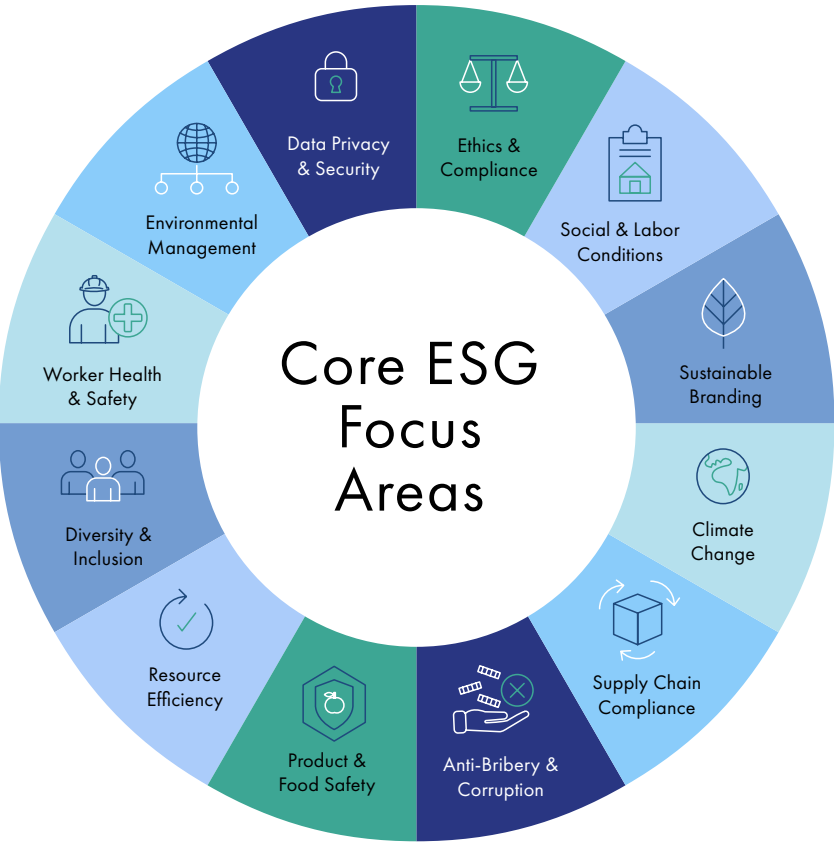 Core ESG
Focus
Areas
Ethics &
Compliance
Social & Labor
Conditions
Sustainable
Branding
Climate
Change
Supply Chain
Compliance
Anti-Bribery &
Corruption
Product &
Food Safety
Resource
Efficiency
Diversity &
Inclusion
Worker Health
& Safety
Environmental
Management
Data Privacy
& Security